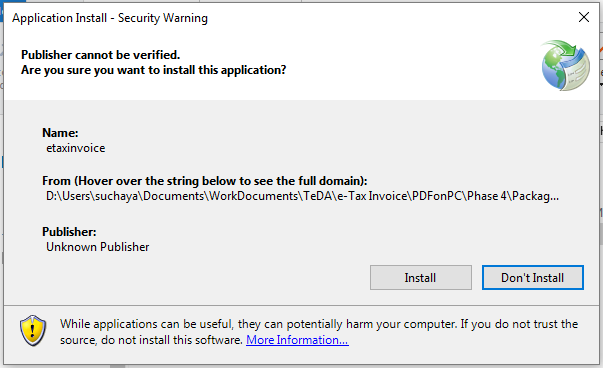 Application Install - Security Warning
Publisher cannot be verified.
Are you sure you want to install this application?
Name:
etaxinvoice
From (Hover over the string below to see the full domain):
D:\Users\suchaya\Documents\WorkDocuments\TeDA\e-Tax Invoice\PDFonPC\Phase 4\Packag...
Publisher:
Unknown Publisher
Install
Don't Install
While applications can be useful, they can potentially harm your computer. If you do not trust the
source, do not install this software. More Information...